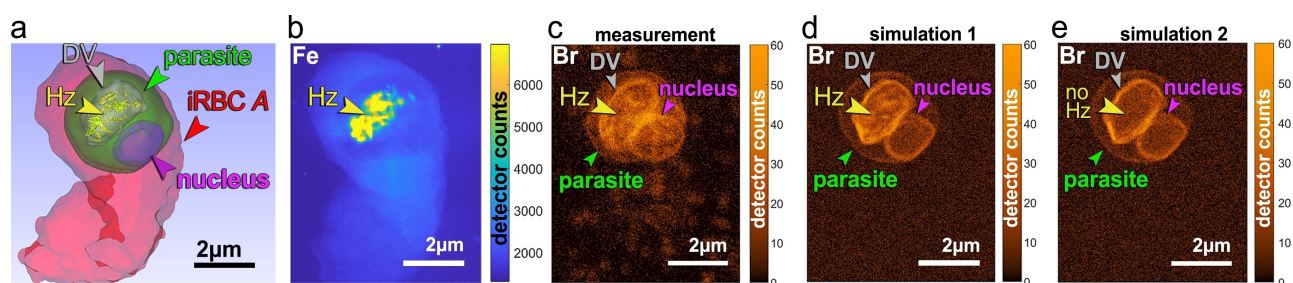 a
DV
parasite
Hz
iRBC A
nucleus
2µm
b
Fe
Hz
2µm
6000
5000
4000
3000
2000
detector counts
c
measurement
Br
DV
Hz
nucleus
parasite
2µm
60
50
40
30
20
10
0
detector counts
d
simulation 1
Br
DV
Hz
nucleus
parasite
2µm
60
50
40
30
20
10
0
detector counts
e
simulation 2
Br
DV
no
Hz
nucleus
parasite
2µm
60
50
40
30
20
10
0
detector counts